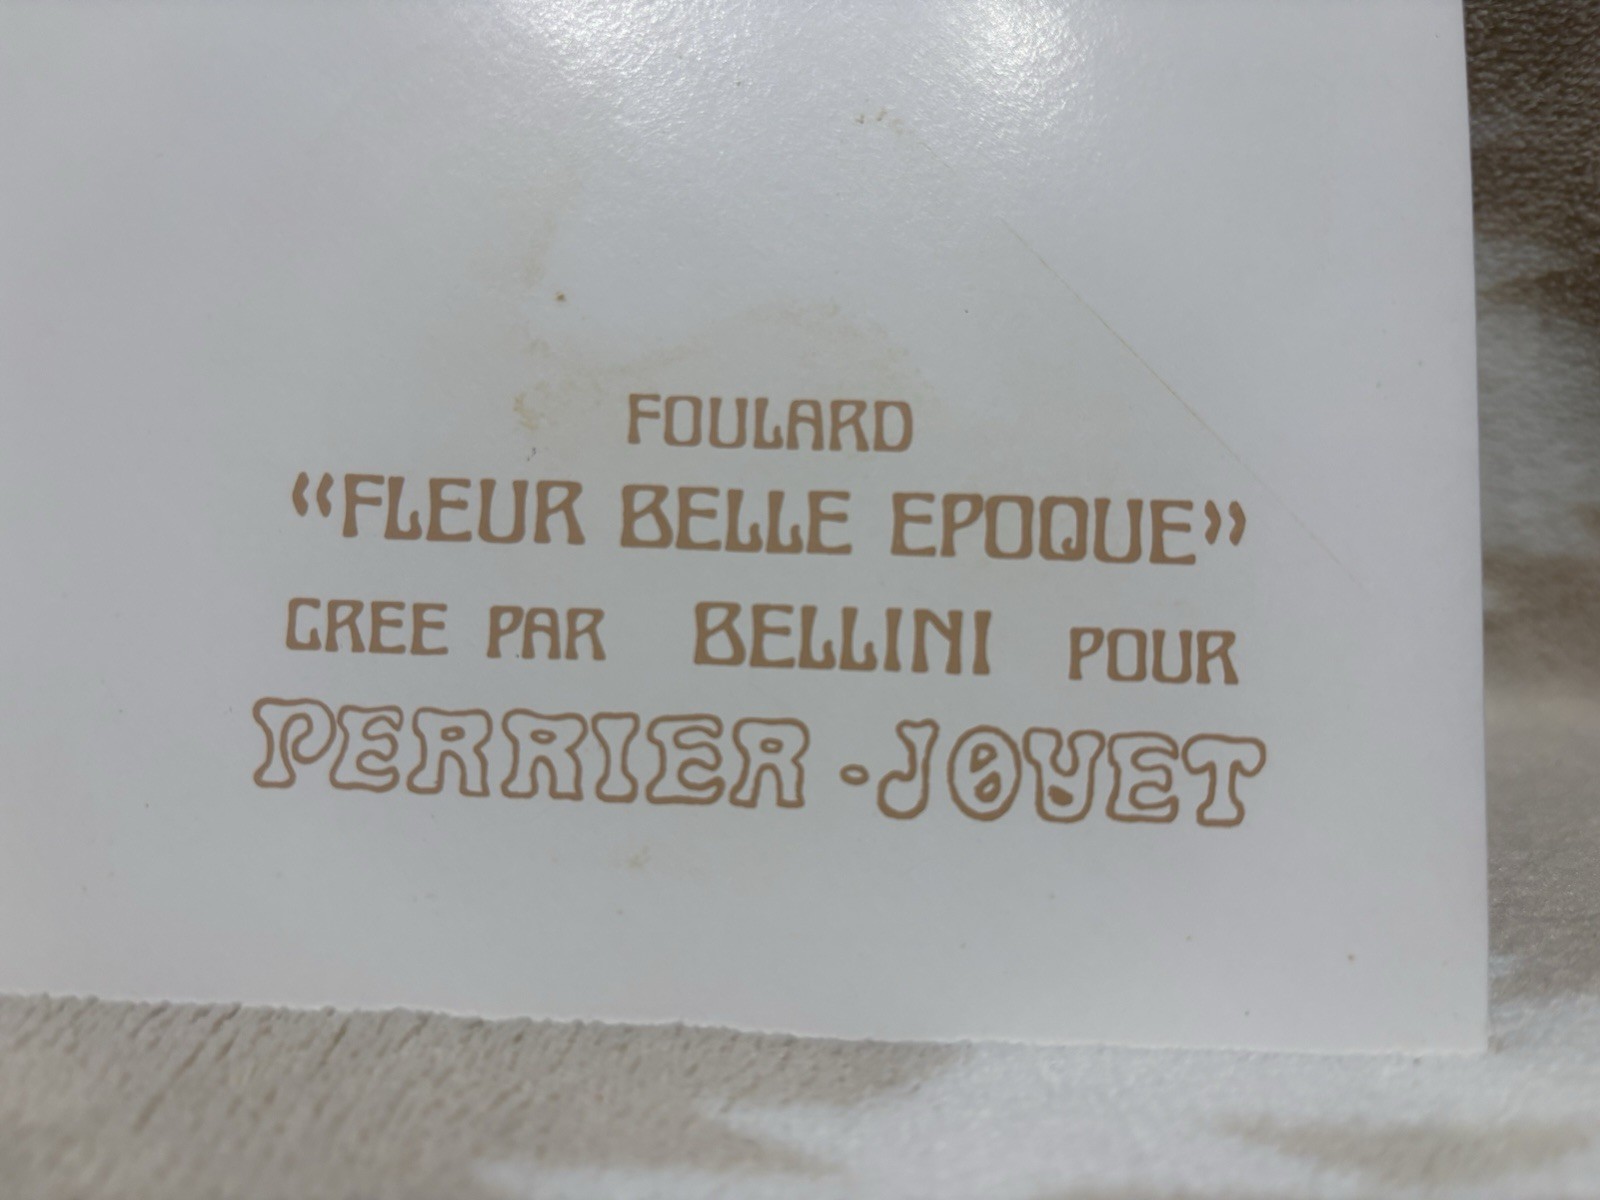 FOULARD
«FLEUR BELLE EPOQUE»
CREE PAR BELLINI POUR
PERRIER-JOUET